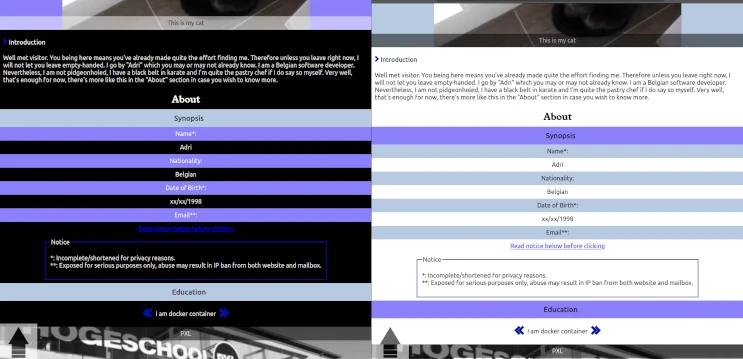 This is my cat
Introduction
Well met visitor. You being here means you've already made quite the effort finding me. Therefore unless you leave right now, I
will not let you leave empty-handed. I go by "Adri" which you may or may not already know. I am a Belgian software developer.
Nevertheless, I am not pidgeonholed, I have a black belt in karate and I'm quite the pastry chef if I do say so myself. Very well,
that's enough for now, there's more like this in the "About" section in case you wish to know more.
About
Synopsis
Name*:
Adri
Nationality:
Belgian
Date of Birth*:
xx/xx/1998
Email**:
Read notice below before clicking
Notice
*: Incomplete/shortened for privacy reasons.
**: Exposed for serious purposes only, abuse may result in IP ban from both website and mailbox.
Education
I am docker container
PXL
HOGESCHOOL
This is my cat
Introduction
Well met visitor. You being here means you've already made quite the effort finding me. Therefore unless you leave right now, I
will not let you leave empty-handed. I go by "Adri" which you may or may not already know. I am a Belgian software developer.
Nevertheless, I am not pidgeonholed, I have a black belt in karate and I'm quite the pastry chef if I do say so myself. Very well,
that's enough for now, there's more like this in the "About" section in case you wish to know more.
About
Synopsis
Name*:
Adri
Nationality:
Belgian
Date of Birth*:
xx/xx/1998
Email**:
Read notice below before clicking
Notice
*: Incomplete/shortened for privacy reasons.
**: Exposed for serious purposes only, abuse may result in IP ban from both website and mailbox.
Education
I am docker container
PXL